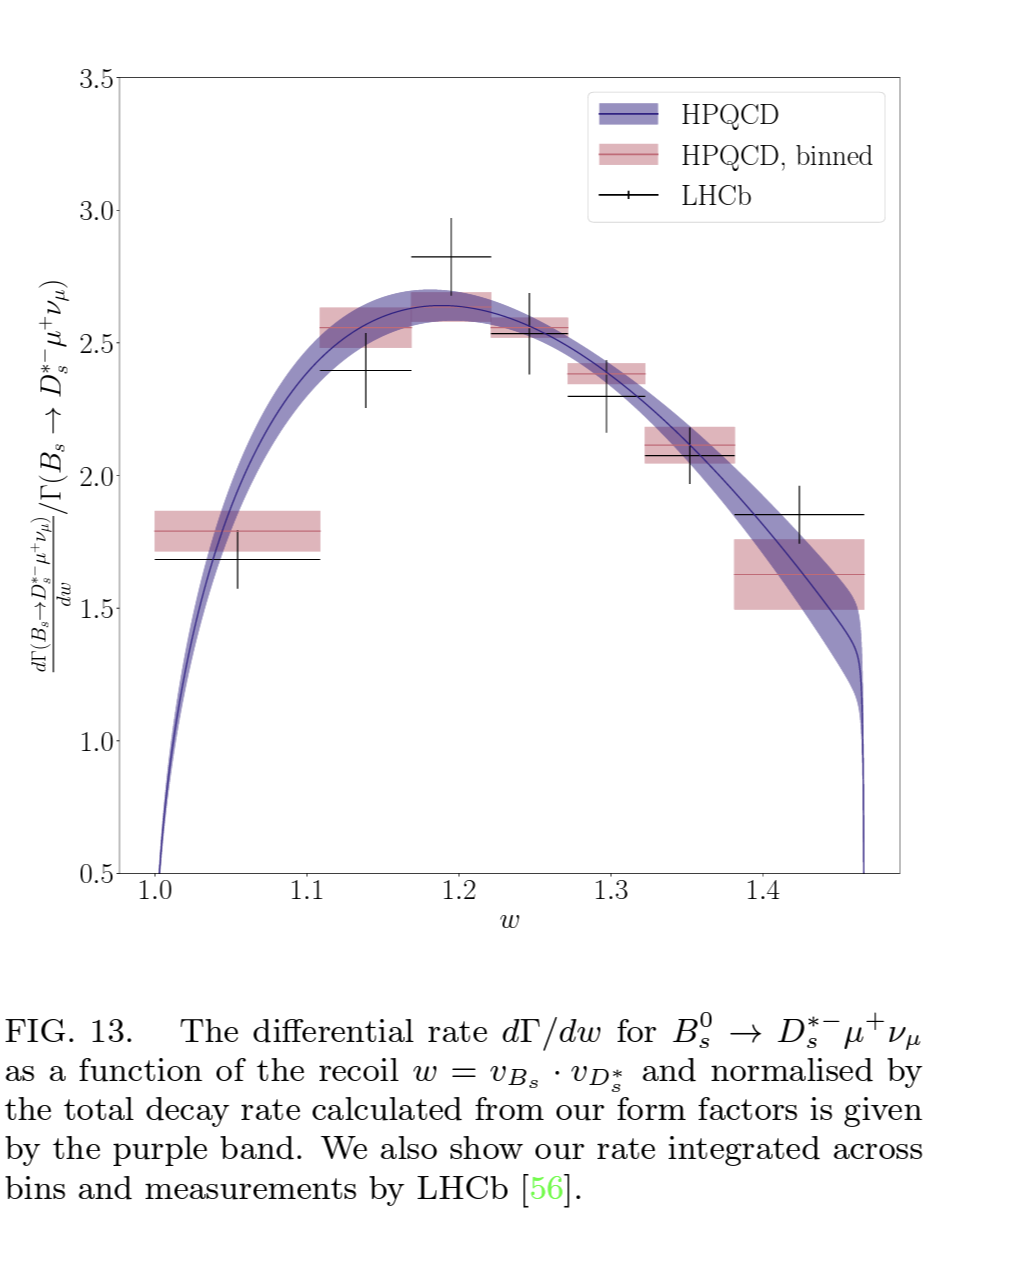 3.5
3.0
2.5
2.0
1.5
1.0
0.5
dΓ(B_s→D_s^{*−}μ^+ν_μ)/dw /Γ(B_s → D_s^{*−}μ^+ν_μ)
HPQCD
HPQCD, binned
LHCb
1.0 1.1 1.2 1.3 1.4
w
FIG. 13. The differential rate dΓ/dw for B_s^0 → D_s^{*−}μ^+ν_μ
as a function of the recoil w = v_{B_s} · v_{D_s^*} and normalised by
the total decay rate calculated from our form factors is given
by the purple band. We also show our rate integrated across
bins and measurements by LHCb [56].